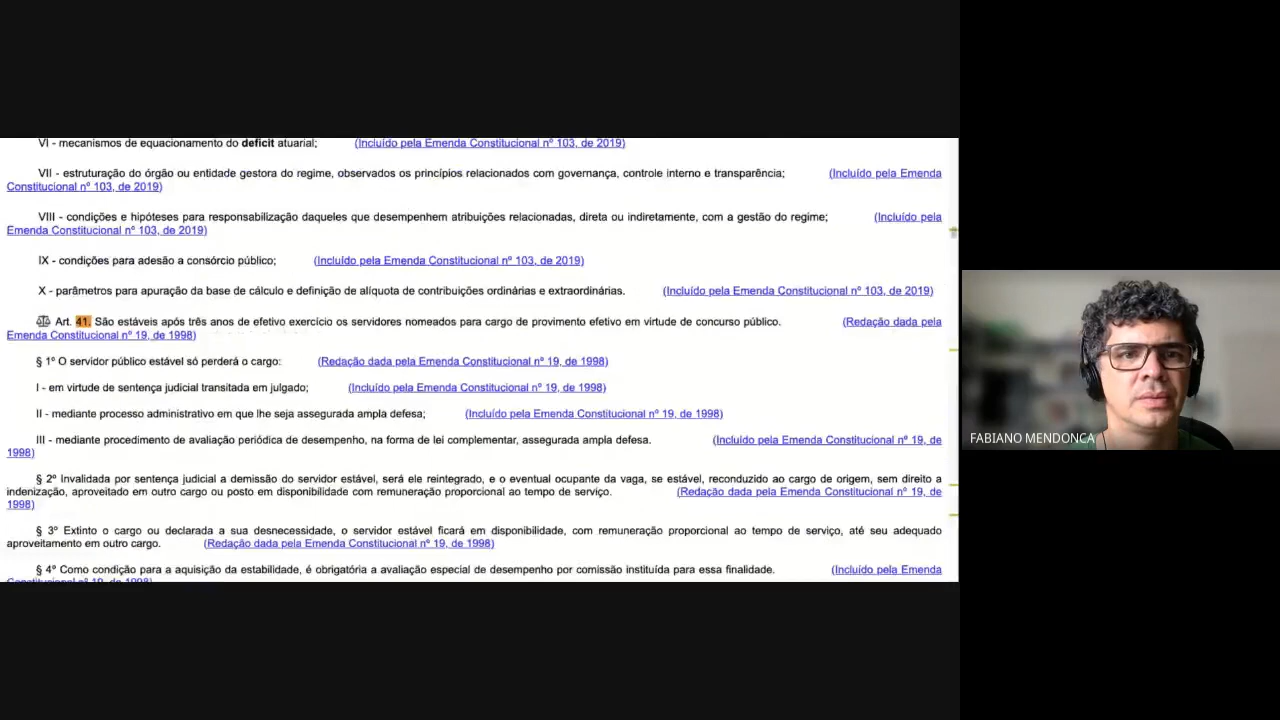 VI - mecanismos de equacionamento do deficit atuarial; (Incluído pela Emenda Constitucional nº 103, de 2019)
VII - estruturação do órgão ou entidade gestora do regime, observados os princípios relacionados com governança, controle interno e transparência; (Incluído pela Emenda
Constitucional nº 103, de 2019)
VIII - condições e hipóteses para responsabilização daqueles que desempenhem atribuições relacionadas, direta ou indiretamente, com a gestão do regime; (Incluído pela
Emenda Constitucional nº 103, de 2019)
IX - condições para adesão a consórcio público; (Incluído pela Emenda Constitucional nº 103, de 2019)
X - parâmetros para apuração da base de cálculo e definição de alíquota de contribuições ordinárias e extraordinárias. (Incluído pela Emenda Constitucional nº 103, de 2019)
Art. 41. São estáveis após três anos de efetivo exercício os servidores nomeados para cargo de provimento efetivo em virtude de concurso público. (Redação dada pela
Emenda Constitucional nº 19, de 1998)
§ 1º O servidor público estável só perderá o cargo: (Redação dada pela Emenda Constitucional nº 19, de 1998)
I - em virtude de sentença judicial transitada em julgado; (Incluído pela Emenda Constitucional nº 19, de 1998)
II - mediante processo administrativo em que lhe seja assegurada ampla defesa; (Incluído pela Emenda Constitucional nº 19, de 1998)
III - mediante procedimento de avaliação periódica de desempenho, na forma de lei complementar, assegurada ampla defesa. (Incluído pela Emenda Constitucional nº 19, de
1998)
§ 2º Invalidada por sentença judicial a demissão do servidor estável, será ele reintegrado, e o eventual ocupante da vaga, se estável, reconduzido ao cargo de origem, sem direito a
indenização, aproveitado em outro cargo ou posto em disponibilidade com remuneração proporcional ao tempo de serviço. (Redação dada pela Emenda Constitucional nº 19, de
1998)
§ 3º Extinto o cargo ou declarada a sua desnecessidade, o servidor estável ficará em disponibilidade, com remuneração proporcional ao tempo de serviço, até seu adequado
aproveitamento em outro cargo. (Redação dada pela Emenda Constitucional nº 19, de 1998)
§ 4º Como condição para a aquisição da estabilidade, é obrigatória a avaliação especial de desempenho por comissão instituída para essa finalidade. (Incluído pela Emenda
Constitucional nº 19, de 1998)
FABIANO MENDONCA